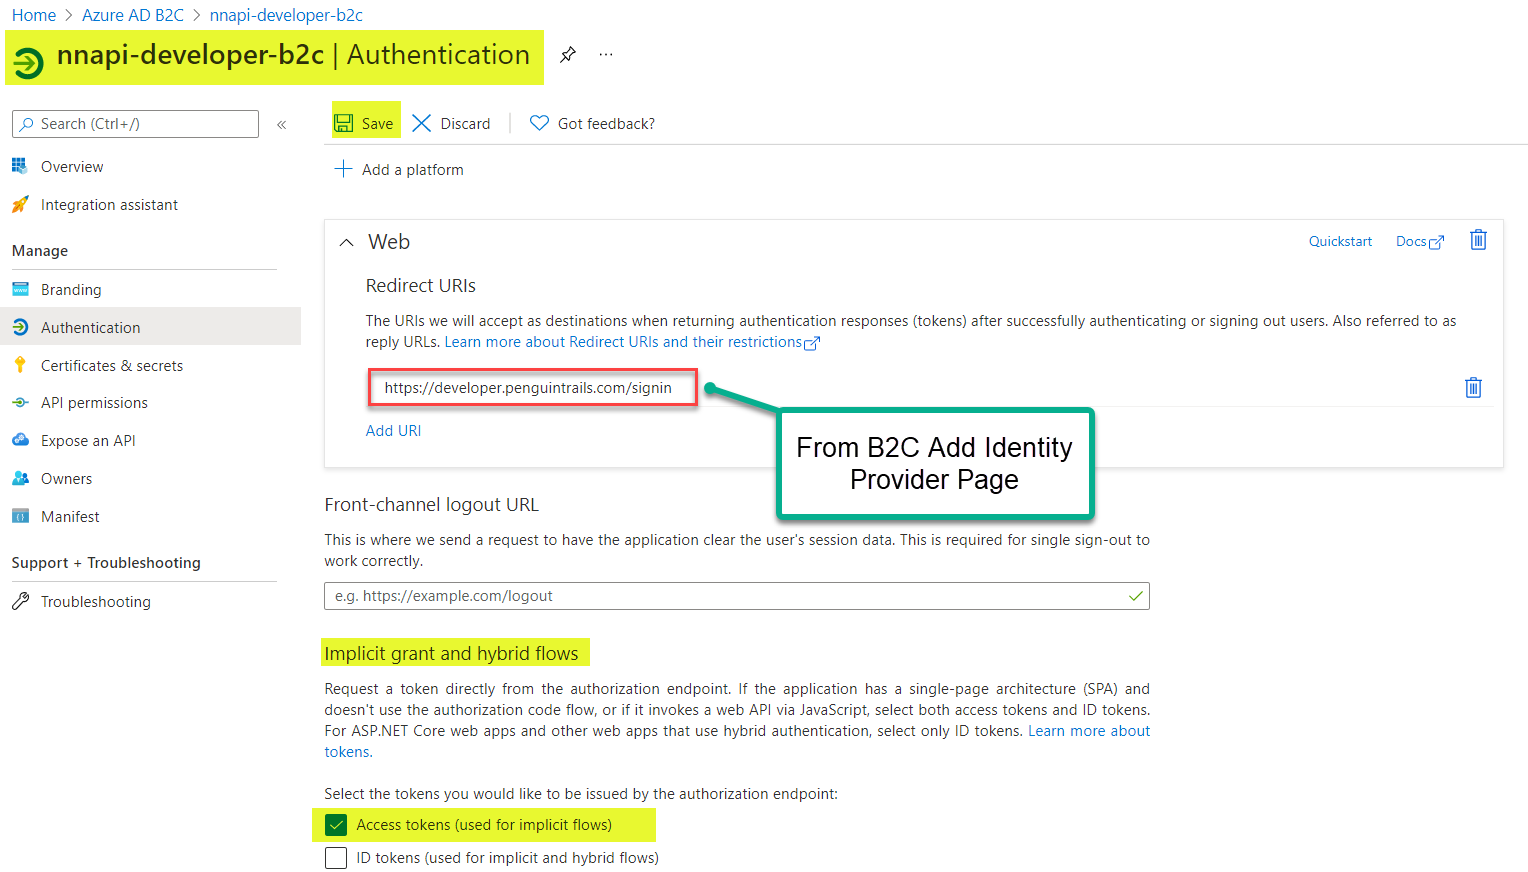 Home > Azure AD B2C > nnapi-developer-b2c
nnapi-developer-b2c | Authentication
Search (Ctrl+/)
«
Overview
Integration assistant
Manage
Branding
Authentication
Certificates & secrets
API permissions
Expose an API
Owners
Manifest
Support + Troubleshooting
Troubleshooting
Save
Discard
Got feedback?
Add a platform
Web
Quickstart
Docs
Redirect URIs
The URIs we will accept as destinations when returning authentication responses (tokens) after successfully authenticating or signing out users. Also referred to as
reply URLs. Learn more about Redirect URIs and their restrictions
https://developer.penguintrails.com/signin
Add URI
From B2C Add Identity
Provider Page
Front-channel logout URL
This is where we send a request to have the application clear the user's session data. This is required for single sign-out to
work correctly.
e.g. https://example.com/logout
Implicit grant and hybrid flows
Request a token directly from the authorization endpoint. If the application has a single-page architecture (SPA) and
doesn't use the authorization code flow, or if it invokes a web API via JavaScript, select both access tokens and ID tokens.
For ASP.NET Core web apps and other web apps that use hybrid authentication, select only ID tokens. Learn more about
tokens.
Select the tokens you would like to be issued by the authorization endpoint:
Access tokens (used for implicit flows)
ID tokens (used for implicit and hybrid flows)